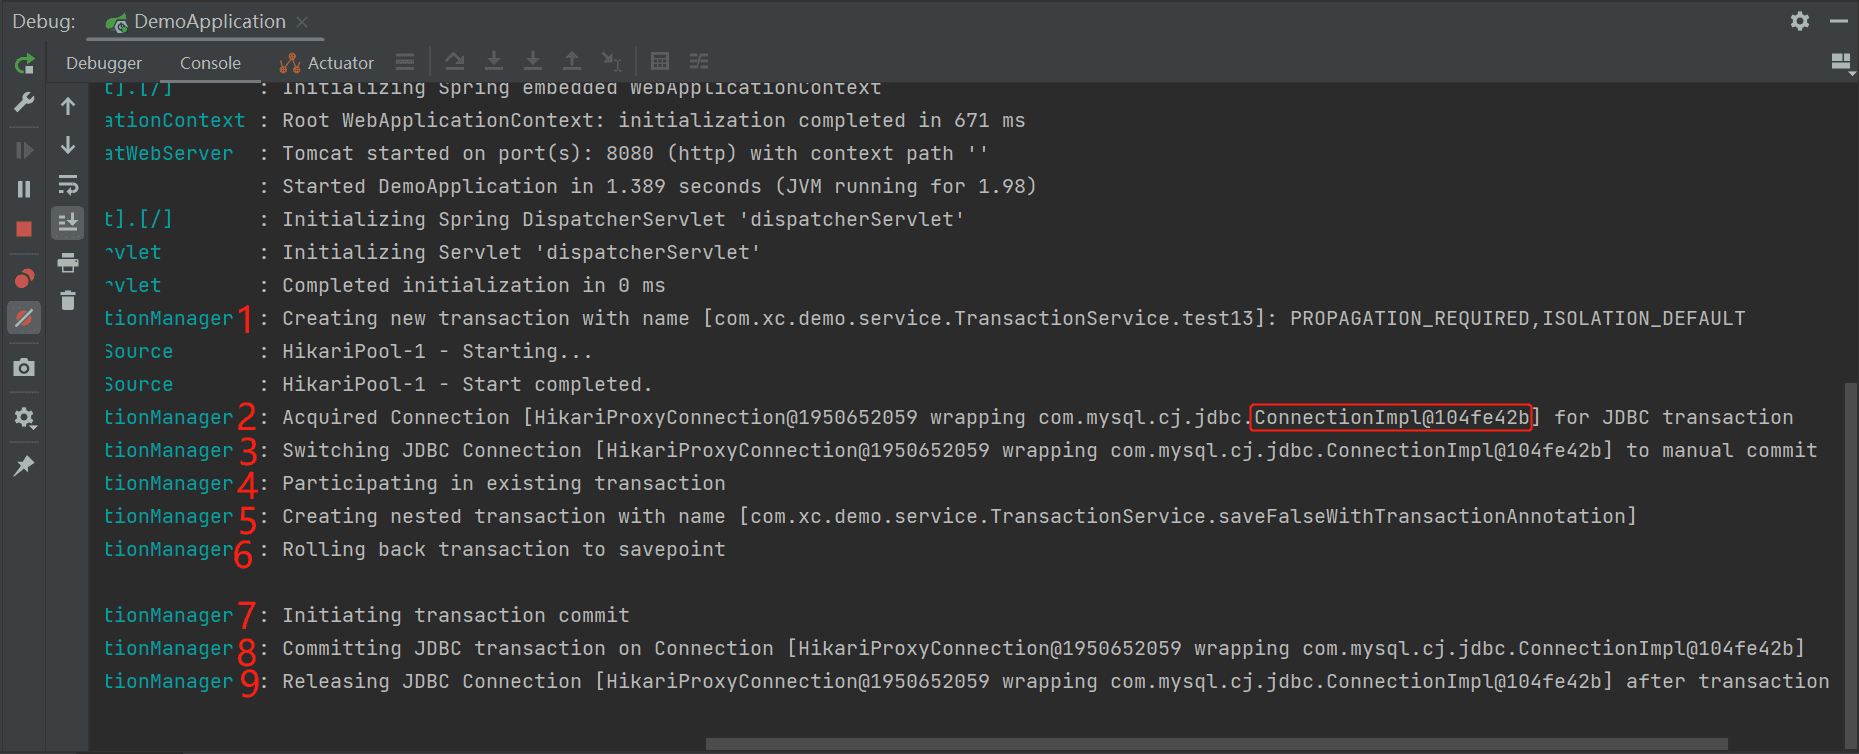 Debug: DemoApplication
Debugger Console Actuator
t].[/] : Initializing Spring embedded WebApplicationContext
ationContext : Root WebApplicationContext: initialization completed in 671 ms
atWebServer : Tomcat started on port(s): 8080 (http) with context path ''
: Started DemoApplication in 1.389 seconds (JVM running for 1.98)
t].[/] : Initializing Spring DispatcherServlet 'dispatcherServlet'
rvlet : Initializing Servlet 'dispatcherServlet'
rvlet : Completed initialization in 0 ms
tionManager 1 : Creating new transaction with name [com.xc.demo.service.TransactionService.test13]: PROPAGATION_REQUIRED,ISOLATION_DEFAULT
Source : HikariPool-1 - Starting...
Source : HikariPool-1 - Start completed.
tionManager 2 : Acquired Connection [HikariProxyConnection@1950652059 wrapping com.mysql.cj.jdbc.ConnectionImpl@104fe42b] for JDBC transaction
tionManager 3 : Switching JDBC Connection [HikariProxyConnection@1950652059 wrapping com.mysql.cj.jdbc.ConnectionImpl@104fe42b] to manual commit
tionManager 4 : Participating in existing transaction
tionManager 5 : Creating nested transaction with name [com.xc.demo.service.TransactionService.saveFalseWithTransactionAnnotation]
tionManager 6 : Rolling back transaction to savepoint
tionManager 7 : Initiating transaction commit
tionManager 8 : Committing JDBC transaction on Connection [HikariProxyConnection@1950652059 wrapping com.mysql.cj.jdbc.ConnectionImpl@104fe42b]
tionManager 9 : Releasing JDBC Connection [HikariProxyConnection@1950652059 wrapping com.mysql.cj.jdbc.ConnectionImpl@104fe42b] after transaction